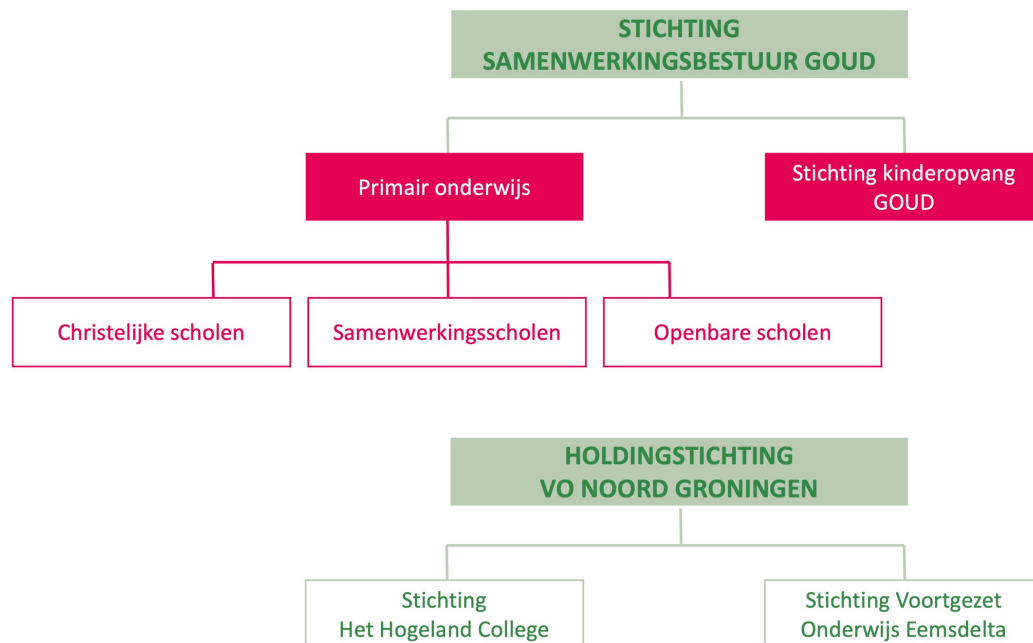 STICHTING
SAMENWERKINGSBESTUUR GOUD
Primair onderwijs
Stichting kinderopvang
GOUD
Christelijke scholen
Samenwerkingsscholen
Openbare scholen
HOLDINGSTICHTING
VO NOORD GRONINGEN
Stichting
Het Hogeland College
Stichting Voortgezet
Onderwijs Eemsdelta